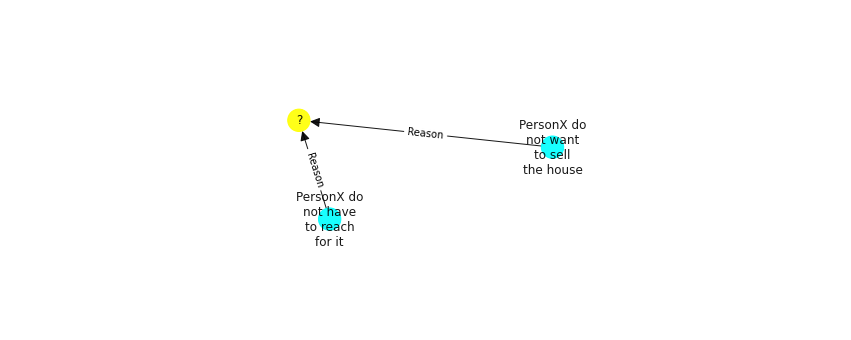 ?
Reason
PersonX do
not want
to sell
the house
Reason
PersonX do
not have
to reach
for it